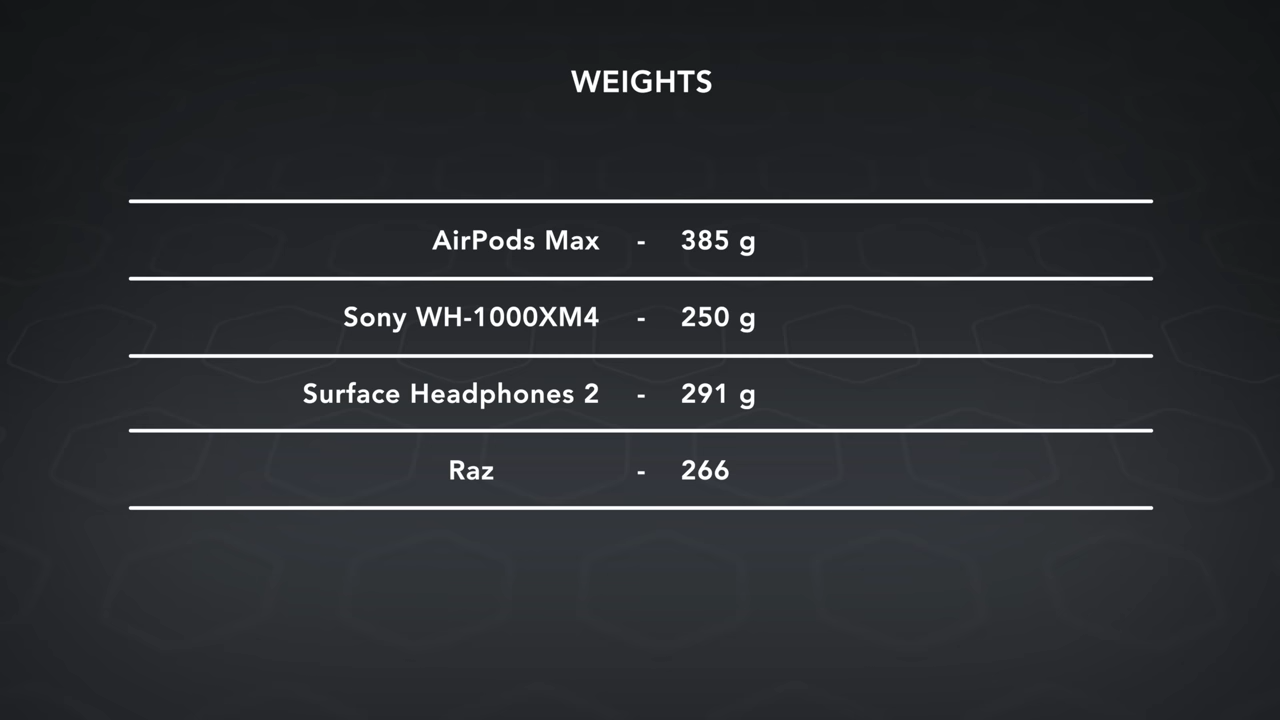 WEIGHTS
AirPods Max - 385 g
Sony WH-1000XM4 - 250 g
Surface Headphones 2 - 291 g
Raz - 266